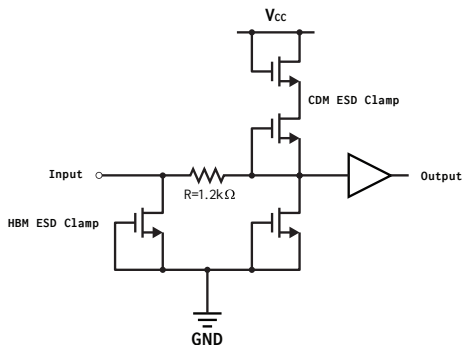 Vcc
CDM ESD Clamp
Input
R=1.2kΩ
Output
HBM ESD Clamp
GND